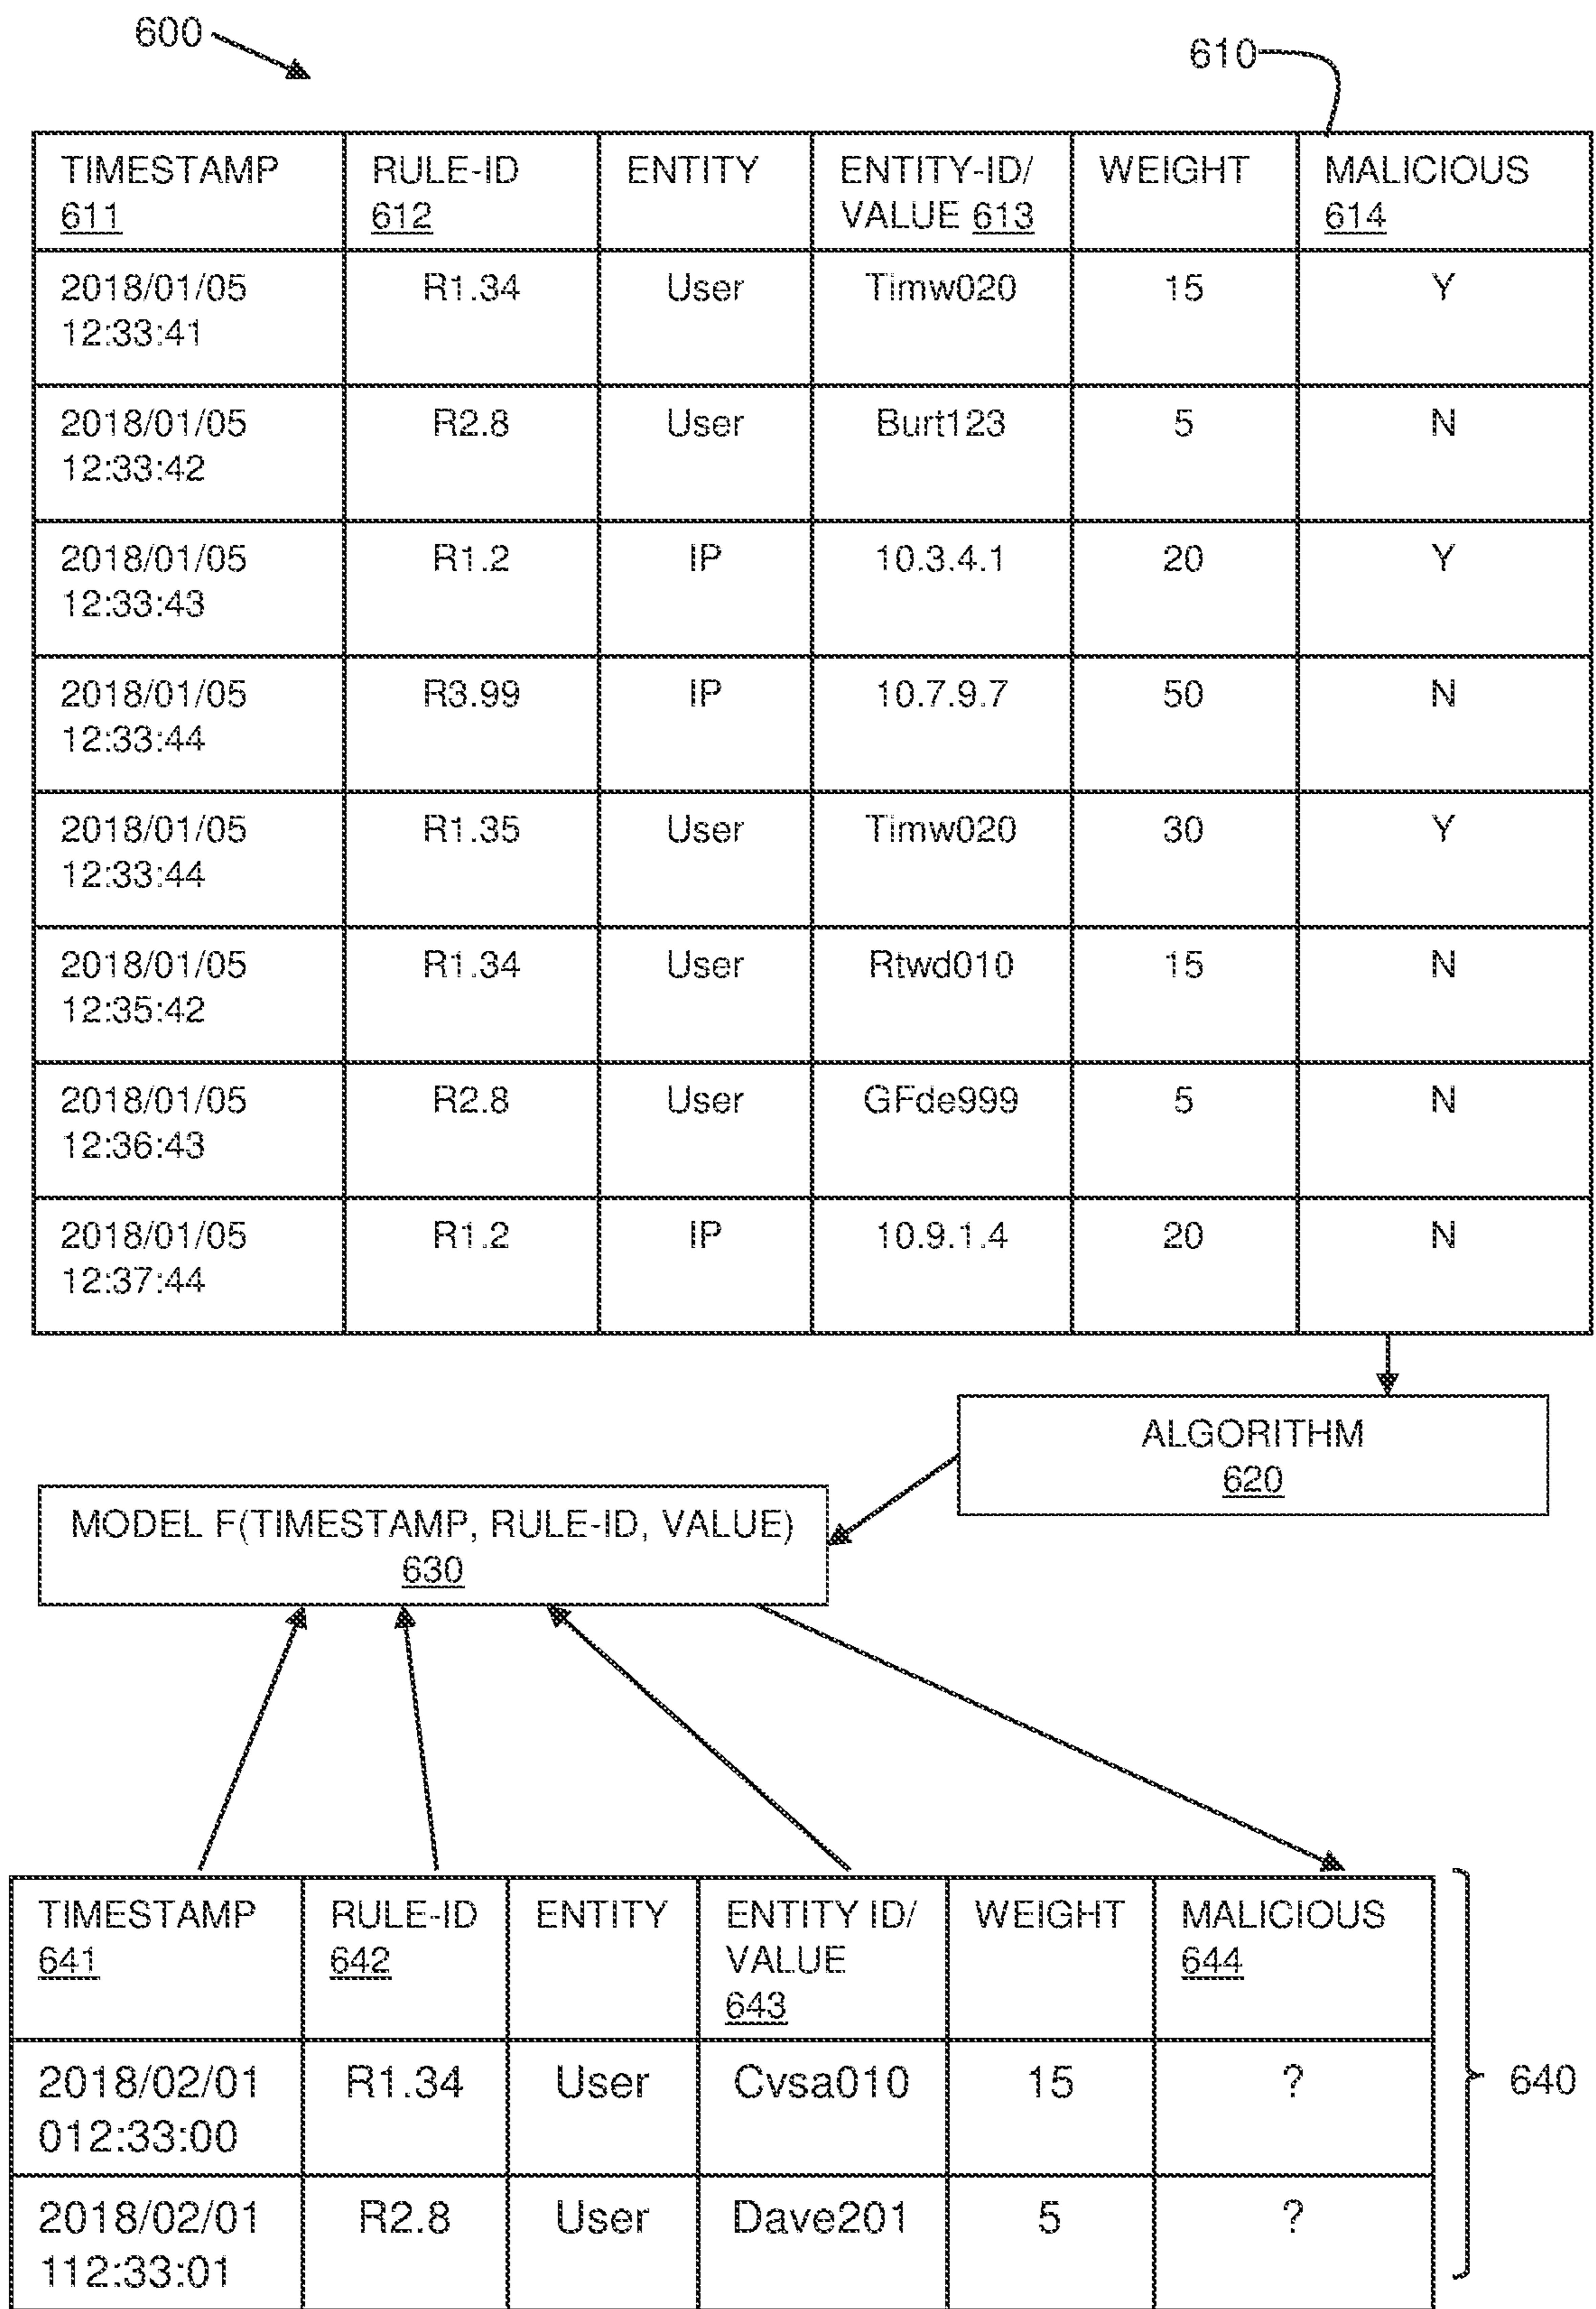 600
610
TIMESTAMP RULE-ID ENTITY ENTITY-ID/ WEIGHT MALICIOUS
611 612 VALUE 613 614
2018/01/05 R1.34 User Timw020 15 Y
12:33:41
2018/01/05 R2.8 User Burt123 5 N
12:33:42
2018/01/05 R1.2 IP 10.3.4.1 20 Y
12:33:43
2018/01/05 R3.99 IP 10.7.9.7 50 N
12:33:44
2018/01/05 R1.35 User Timw020 30 Y
12:33:44
2018/01/05 R1.34 User Rtwd010 15 N
12:35:42
2018/01/05 R2.8 User GFde999 5 N
12:36:43
2018/01/05 R1.2 IP 10.9.1.4 20 N
12:37:44
ALGORITHM
620
MODEL F(TIMESTAMP, RULE-ID, VALUE)
630
TIMESTAMP RULE-ID ENTITY ENTITY ID/ WEIGHT MALICIOUS
641 642 VALUE 644
643
2018/02/01 R1.34 User Cvsa010 15 ?
012:33:00
640
2018/02/01 R2.8 User Dave201 5 ?
112:33:01